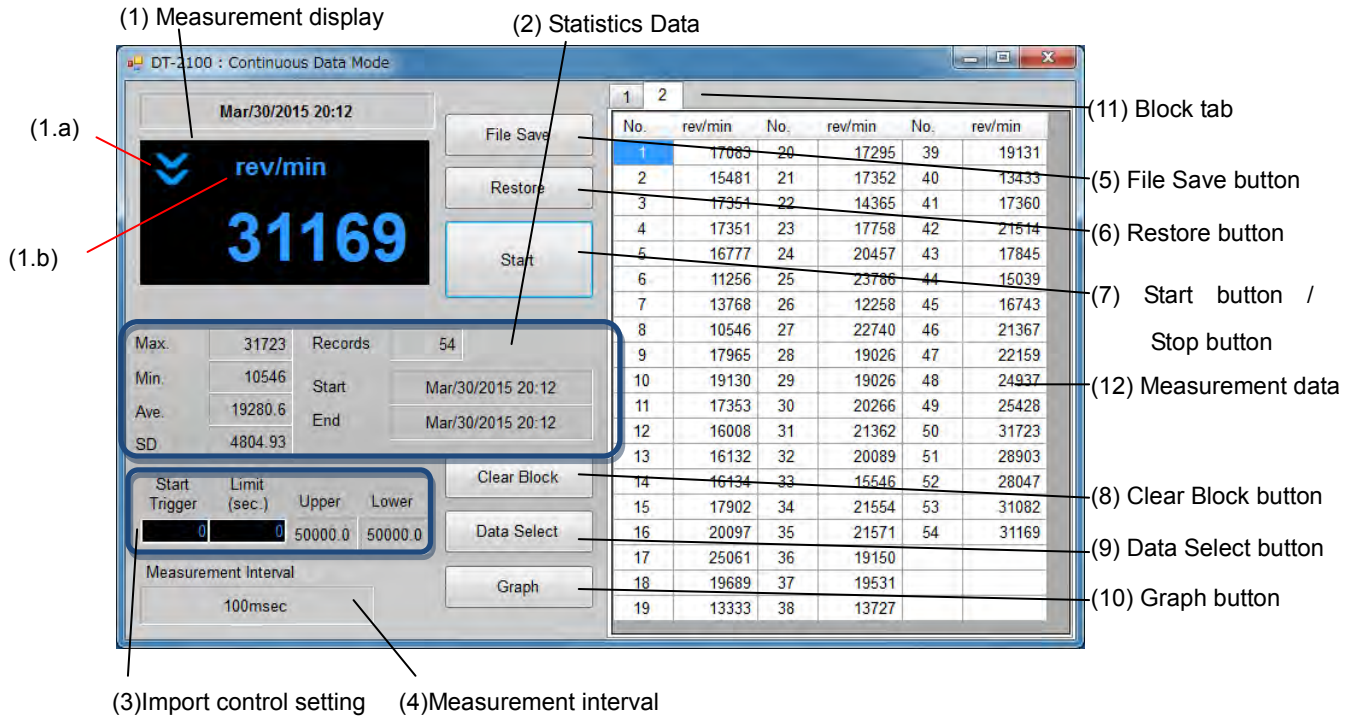 (1) Measurement display
(2) Statistics Data
DT-2100 : Continuous Data Mode
Mar/30/2015 20:12
(1.a)
rev/min
31169
(1.b)
File Save
Restore
Start
Max. 31723 Records 54
Min. 10546 Start Mar/30/2015 20:12
Ave. 19280.6 End Mar/30/2015 20:12
SD 4804.93
Start Trigger Limit (sec.) Upper Lower
0 0 50000.0 50000.0
Measurement Interval
100msec
Clear Block
Data Select
Graph
1 2
No. rev/min No. rev/min No. rev/min
1 17083 20 17295 39 19131
2 15481 21 17352 40 13433
3 17351 22 14365 41 17360
4 17351 23 17758 42 21514
5 16777 24 20457 43 17845
6 11256 25 23786 44 15039
7 13768 26 12258 45 16743
8 10546 27 22740 46 21367
9 17965 28 19026 47 22159
10 19130 29 19026 48 24937
11 17353 30 20266 49 25428
12 16008 31 21362 50 31723
13 16132 32 20089 51 28903
14 16134 33 15546 52 28047
15 17902 34 21554 53 31082
16 20097 35 21571 54 31169
17 25061 36 19150
18 19689 37 19531
19 13333 38 13727
(11) Block tab
(5) File Save button
(6) Restore button
(7) Start button /
Stop button
(12) Measurement data
(8) Clear Block button
(9) Data Select button
(10) Graph button
(3)Import control setting
(4)Measurement interval